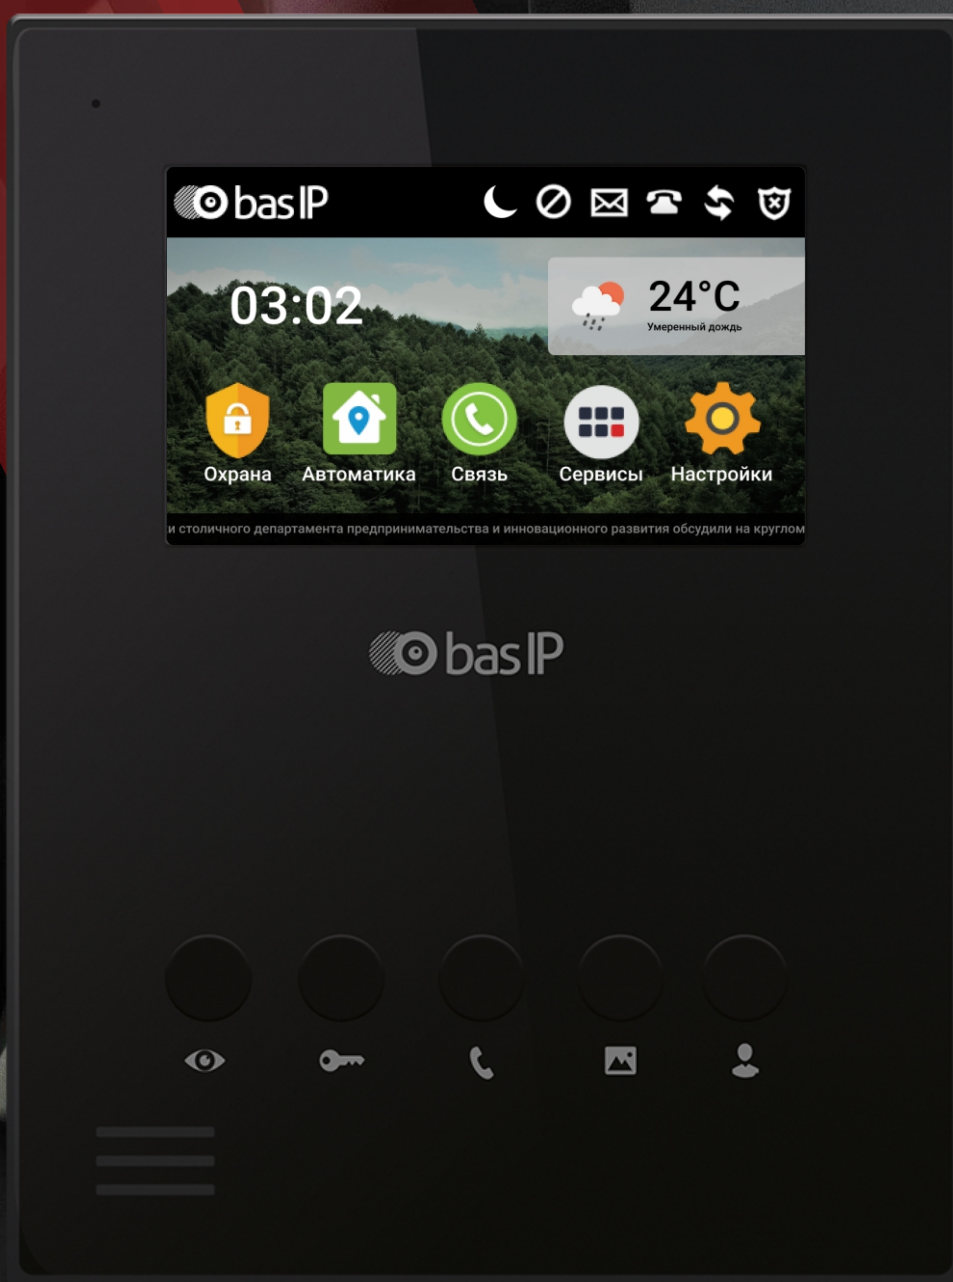 bas IP
03:02
24°C
Умеренный дождь
Охрана Автоматика Связь Сервисы Настройки
и столичного департамента предпринимательства и инновационного развития обсудили на круглом
bas IP